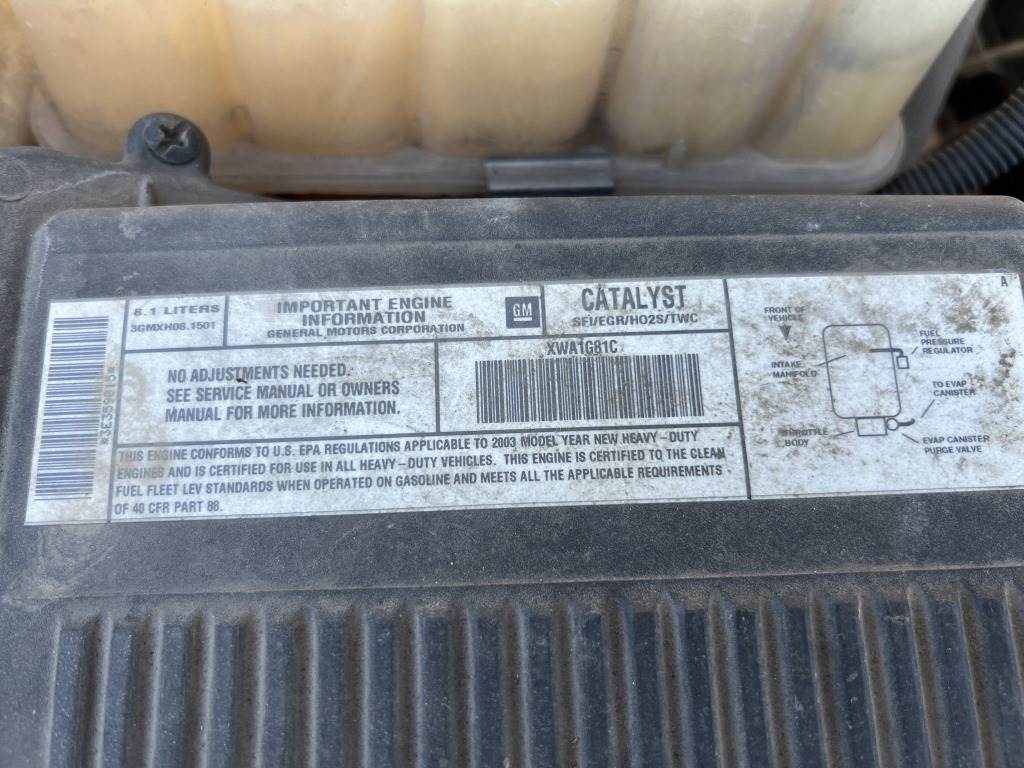 8.1 LITERS
3GMXH08.1501
IMPORTANT ENGINE
INFORMATION
GENERAL MOTORS CORPORATION
GM
CATALYST
SFI/EGR/HO2S/TWC
NO ADJUSTMENTS NEEDED.
SEE SERVICE MANUAL OR OWNERS
MANUAL FOR MORE INFORMATION.
XWA1G81C
THIS ENGINE CONFORMS TO U.S. EPA REGULATIONS APPLICABLE TO 2003 MODEL YEAR NEW HEAVY-DUTY
ENGINES AND IS CERTIFIED FOR USE IN ALL HEAVY-DUTY VEHICLES. THIS ENGINE IS CERTIFIED TO THE CLEAN
FUEL FLEET LEV STANDARDS WHEN OPERATED ON GASOLINE AND MEETS ALL THE APPLICABLE REQUIREMENTS
OF 40 CFR PART 88.
A
FRONT OF
VEHICLE
FUEL
PRESSURE
REGULATOR
INTAKE
MANIFOLD
TO EVAP
CANISTER
THROTTLE
BODY
EVAP CANISTER
PURGE VALVE